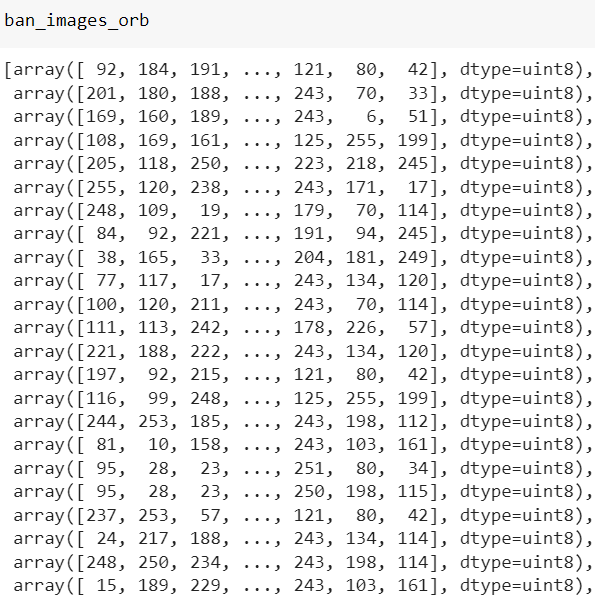 ban_images_orb
[array([ 92, 184, 191, ..., 121,  80,  42], dtype=uint8),
 array([201, 180, 188, ..., 243,  70,  33], dtype=uint8),
 array([169, 160, 189, ..., 243,   6,  51], dtype=uint8),
 array([108, 169, 161, ..., 125, 255, 199], dtype=uint8),
 array([205, 118, 250, ..., 223, 218, 245], dtype=uint8),
 array([255, 120, 238, ..., 243, 171,  17], dtype=uint8),
 array([248, 109,  19, ..., 179,  70, 114], dtype=uint8),
 array([ 84,  92, 221, ..., 191,  94, 245], dtype=uint8),
 array([ 38, 165,  33, ..., 204, 181, 249], dtype=uint8),
 array([ 77, 117,  17, ..., 243, 134, 120], dtype=uint8),
 array([100, 120, 211, ..., 243,  70, 114], dtype=uint8),
 array([111, 113, 242, ..., 178, 226,  57], dtype=uint8),
 array([221, 188, 222, ..., 243, 134, 120], dtype=uint8),
 array([197,  92, 215, ..., 121,  80,  42], dtype=uint8),
 array([116,  99, 248, ..., 125, 255, 199], dtype=uint8),
 array([244, 253, 185, ..., 243, 198, 112], dtype=uint8),
 array([ 81,  10, 158, ..., 243, 103, 161], dtype=uint8),
 array([ 95,  28,  23, ..., 251,  80,  34], dtype=uint8),
 array([ 95,  28,  23, ..., 250, 198, 115], dtype=uint8),
 array([237, 253,  57, ..., 121,  80,  42], dtype=uint8),
 array([ 24, 217, 188, ..., 243, 134, 114], dtype=uint8),
 array([248, 250, 234, ..., 243, 198, 114], dtype=uint8),
 array([ 15, 189, 229, ..., 243, 103, 161], dtype=uint8),